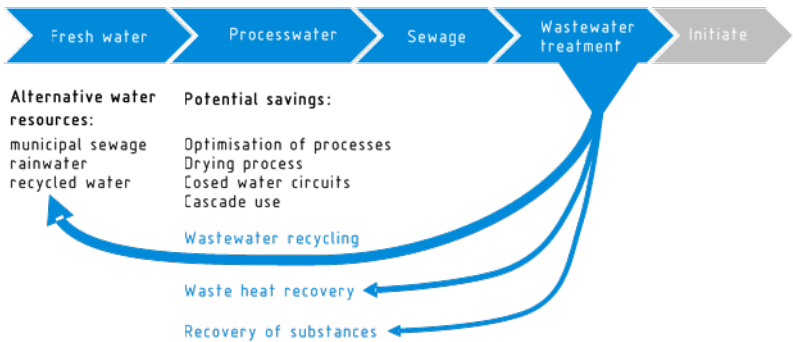 Fresh water
Processwater
Sewage
Wastewater
treatment
Initiate
Alternative water
resources:
municipal sewage
rainwater
recycled water
Potential savings:
Optimisation of processes
Drying process
Cosed water circuits
Cascade use
Wastewater recycling
Waste heat recovery
Recovery of substances